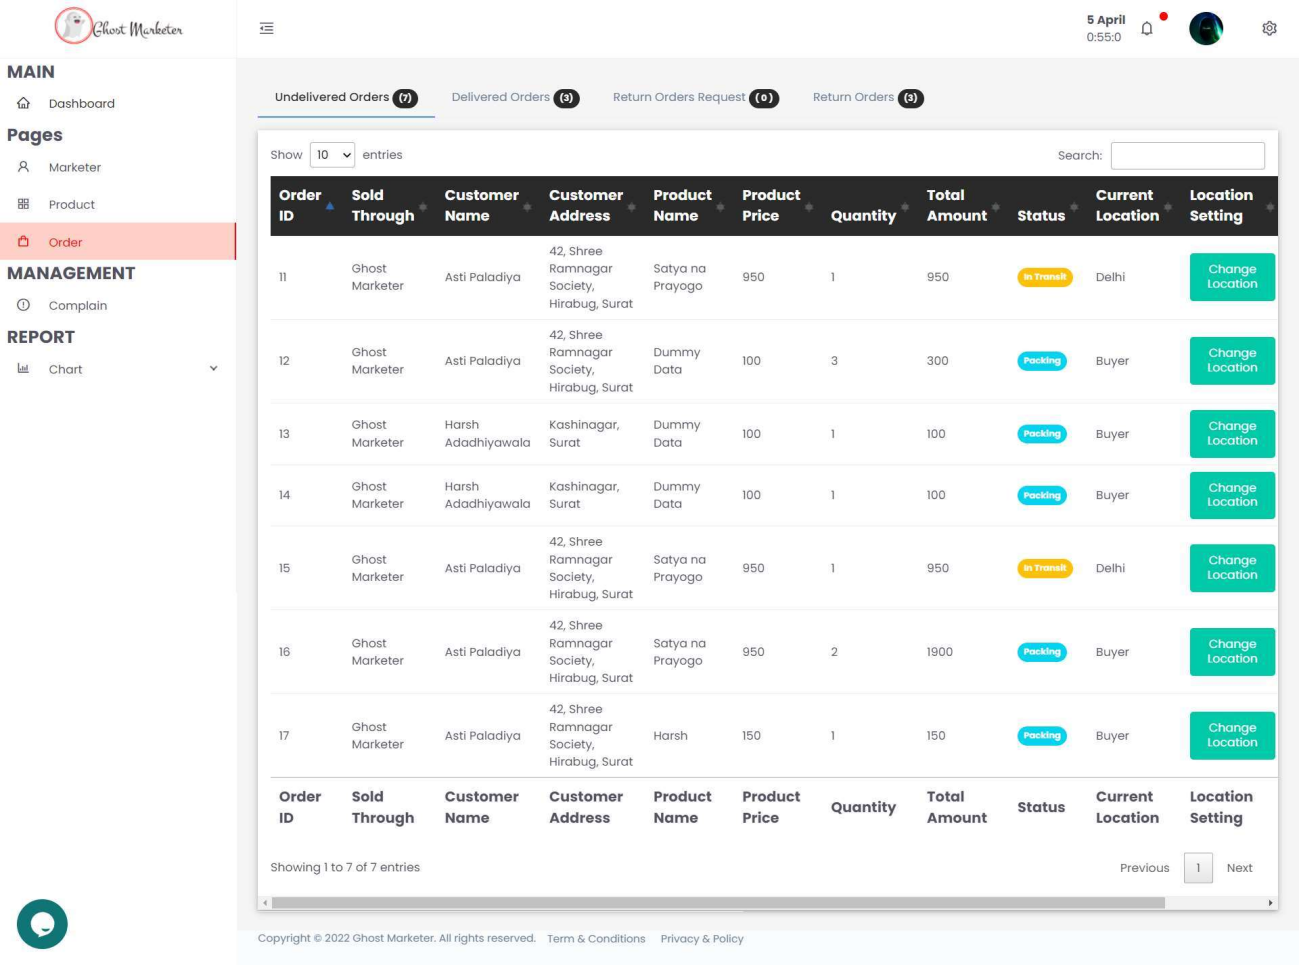 Ghost Marketer
5 April
0:55:0
MAIN
Dashboard
Pages
Marketer
Product
Order
MANAGEMENT
Complain
REPORT
Chart
Undelivered Orders (7) Delivered Orders (3) Return Orders Request (0) Return Orders (3)
Show 10 entries Search:
Order ID Sold Through Customer Name Customer Address Product Name Product Price Quantity Total Amount Status Current Location Location Setting
11 Ghost Marketer Asti Paladiya 42, Shree Ramnagar Society, Hirabug, Surat Satya na Prayogo 950 1 950 In Transit Delhi Change Location
12 Ghost Marketer Asti Paladiya 42, Shree Ramnagar Society, Hirabug, Surat Dummy Data 100 3 300 Packing Buyer Change Location
13 Ghost Marketer Harsh Adadhiyawala Kashinagar, Surat Dummy Data 100 1 100 Packing Buyer Change Location
14 Ghost Marketer Harsh Adadhiyawala Kashinagar, Surat Dummy Data 100 1 100 Packing Buyer Change Location
15 Ghost Marketer Asti Paladiya 42, Shree Ramnagar Society, Hirabug, Surat Satya na Prayogo 950 1 950 In Transit Delhi Change Location
16 Ghost Marketer Asti Paladiya 42, Shree Ramnagar Society, Hirabug, Surat Satya na Prayogo 950 2 1900 Packing Buyer Change Location
17 Ghost Marketer Asti Paladiya 42, Shree Ramnagar Society, Hirabug, Surat Harsh 150 1 150 Packing Buyer Change Location
Order ID Sold Through Customer Name Customer Address Product Name Product Price Quantity Total Amount Status Current Location Location Setting
Showing 1 to 7 of 7 entries Previous 1 Next
Copyright © 2022 Ghost Marketer. All rights reserved. Term & Conditions Privacy & Policy